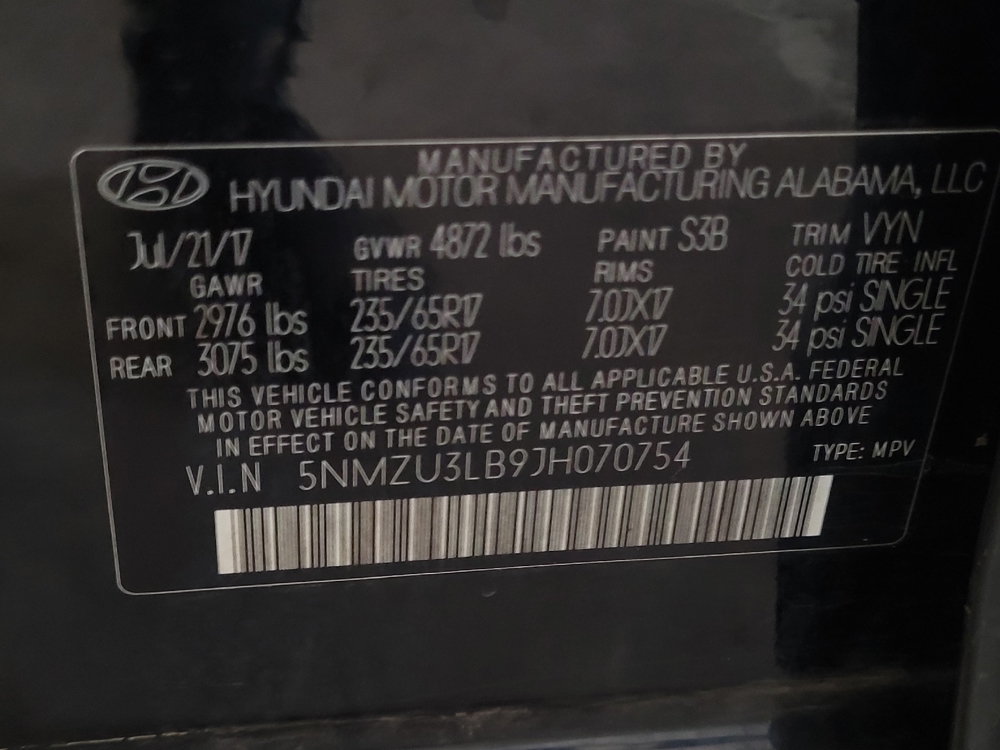 MANUFACTURED BY
HYUNDAI MOTOR MANUFACTURING ALABAMA, LLC
Jul/21/17 GVWR 4872 lbs PAINT S3B TRIM VYN
GAWR TIRES RIMS COLD TIRE INFL
FRONT 2976 lbs 235/65R17 7.0JX17 34 psi SINGLE
REAR 3075 lbs 235/65R17 7.0JX17 34 psi SINGLE
THIS VEHICLE CONFORMS TO ALL APPLICABLE U.S.A. FEDERAL
MOTOR VEHICLE SAFETY AND THEFT PREVENTION STANDARDS
IN EFFECT ON THE DATE OF MANUFACTURE SHOWN ABOVE
V.I.N 5NMZU3LB9JH070754 TYPE: MPV